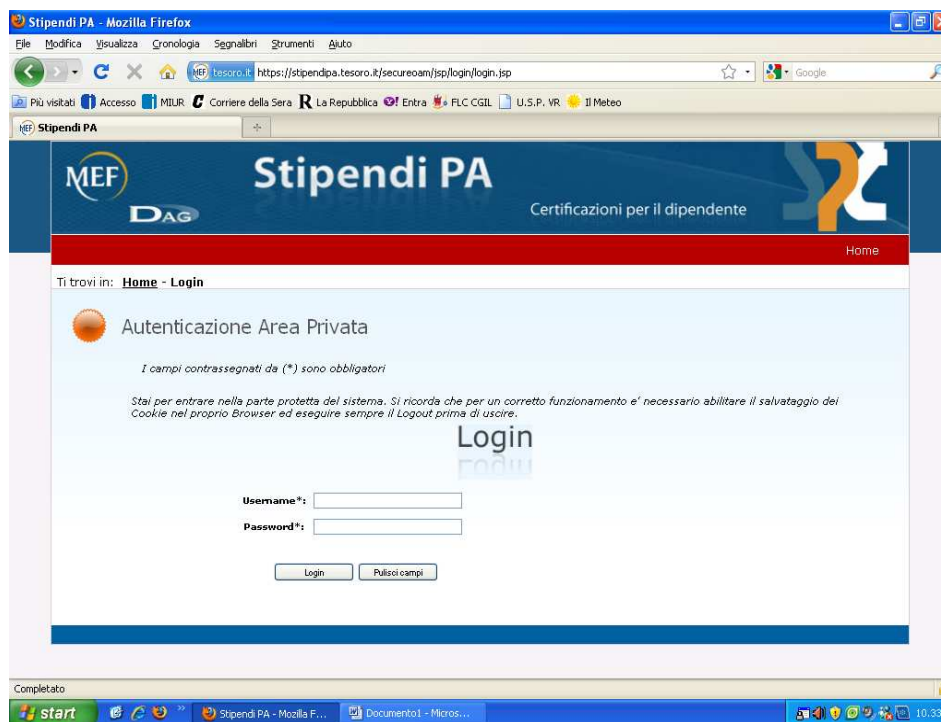 Stipendi PA - Mozilla Firefox
File Modifica Visualizza Cronologia Segnalibri Strumenti Aiuto
MEF tesoro.it https://stipendipa.tesoro.it/secureoam/jsp/login/login.jsp Google
Più visitati Accesso MIUR Corriere della Sera R La Repubblica Entra FLC CGIL U.S.P. VR Il Meteo
MEF Stipendi PA
MEF
DAG
Stipendi PA
Certificazioni per il dipendente
Home
Ti trovi in: Home - Login
Autenticazione Area Privata
I campi contrassegnati da (*) sono obbligatori
Stai per entrare nella parte protetta del sistema. Si ricorda che per un corretto funzionamento e' necessario abilitare il salvataggio dei
Cookie nel proprio Browser ed eseguire sempre il Logout prima di uscire.
Login
Username*:
Password*:
Login Pulisci campi
Completato
start Stipendi PA - Mozilla F... Documento1 - Micros... 10.33